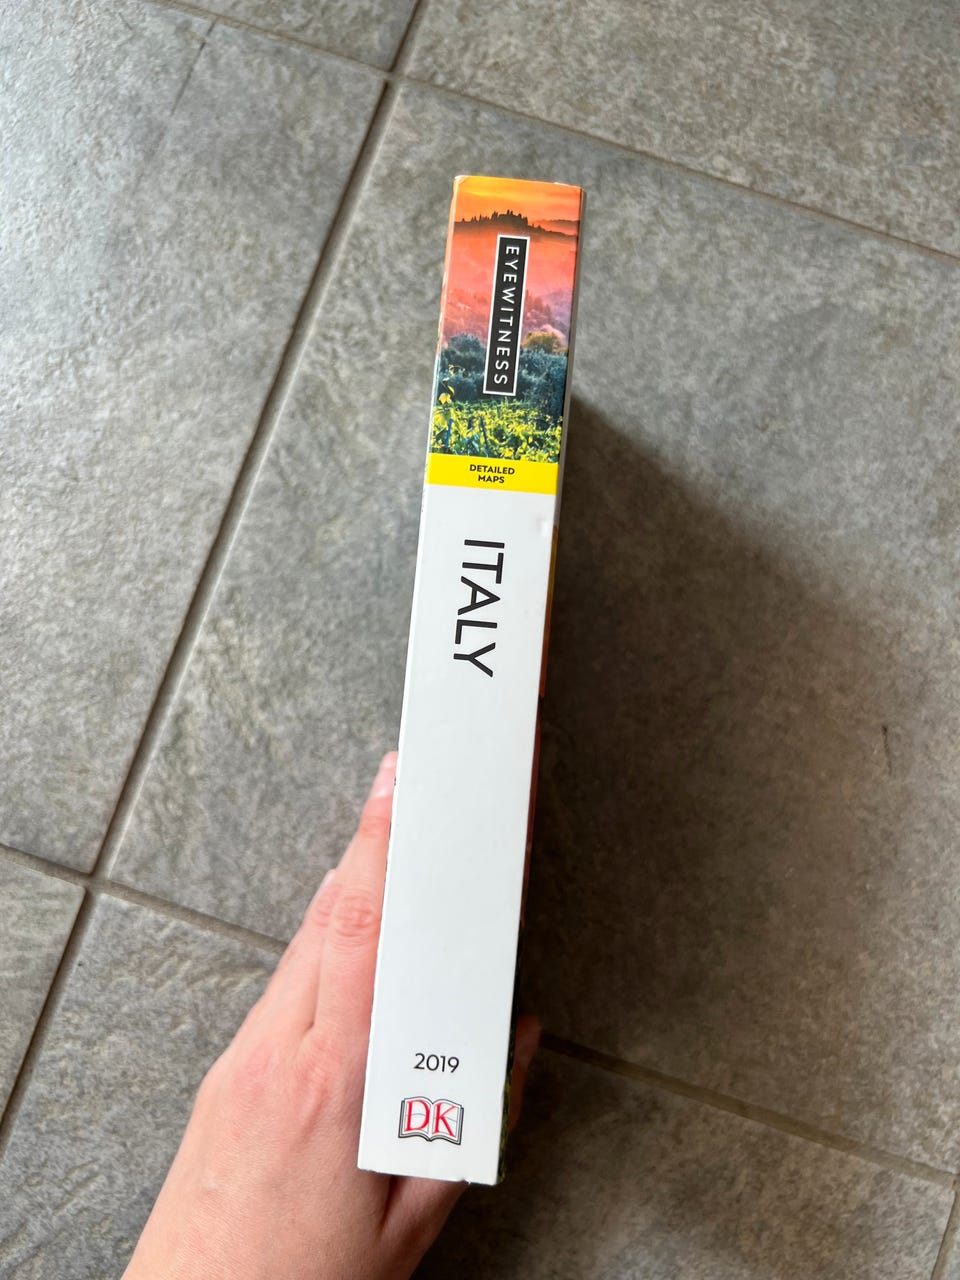 EYEWITNESS
DETAILED
MAPS
ITALY
2019
DK